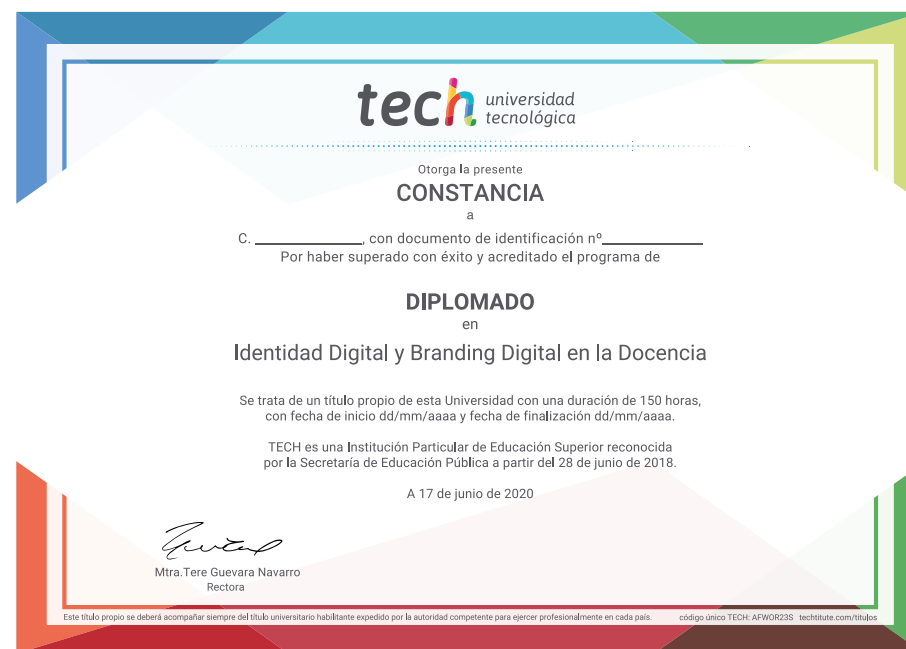 tech universidad
tecnológica
Otorga la presente
CONSTANCIA
a
C. ______________, con documento de identificación nº_____________
Por haber superado con éxito y acreditado el programa de
DIPLOMADO
en
Identidad Digital y Branding Digital en la Docencia
Se trata de un título propio de esta Universidad con una duración de 150 horas,
con fecha de inicio dd/mm/aaaa y fecha de finalización dd/mm/aaaa.
TECH es una Institución Particular de Educación Superior reconocida
por la Secretaría de Educación Pública a partir del 28 de junio de 2018.
A 17 de junio de 2020
Mtra.Tere Guevara Navarro
Rectora
Este título propio se deberá acompañar siempre del título universitario habilitante expedido por la autoridad competente para ejercer profesionalmente en cada país. código único TECH: AFWOR23S techtitute.com/titulos